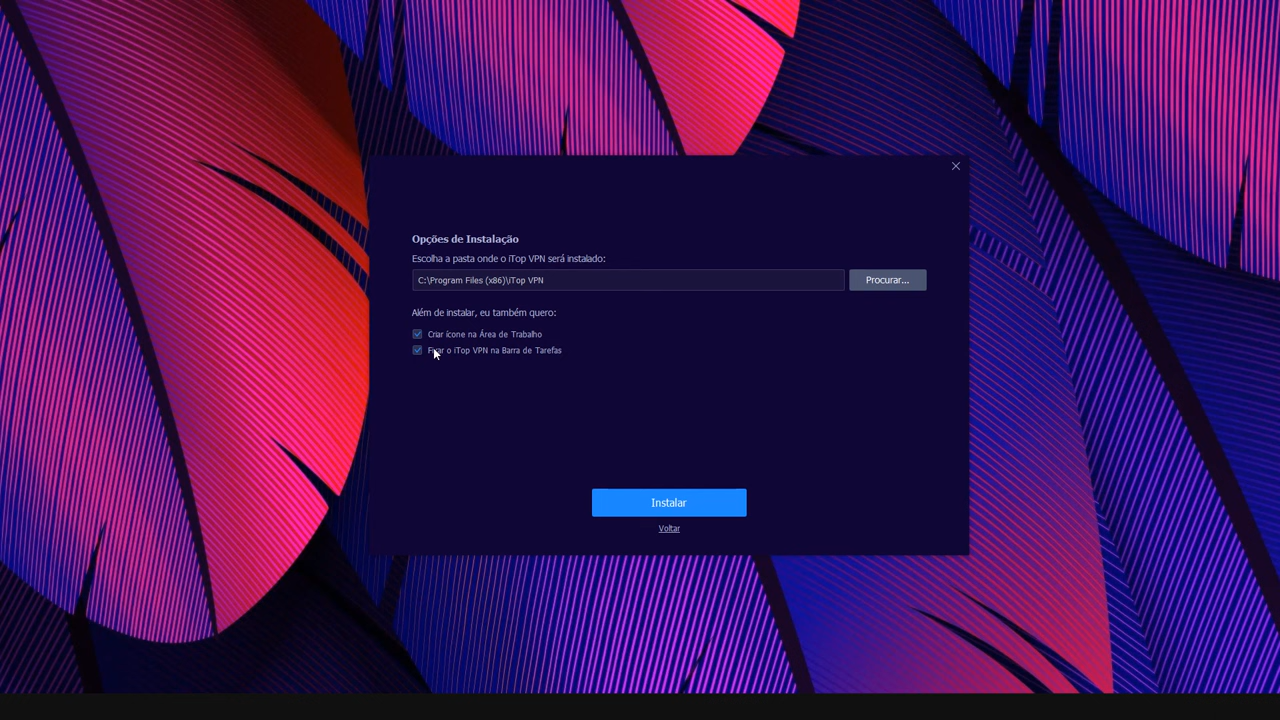 Opções de Instalação
Escolha a pasta onde o iTop VPN será instalado:
C:\Program Files (x86)\iTop VPN
Procurar...
Além de instalar, eu também quero:
Criar ícone na Área de Trabalho
Fixar o iTop VPN na Barra de Tarefas
Instalar
Voltar